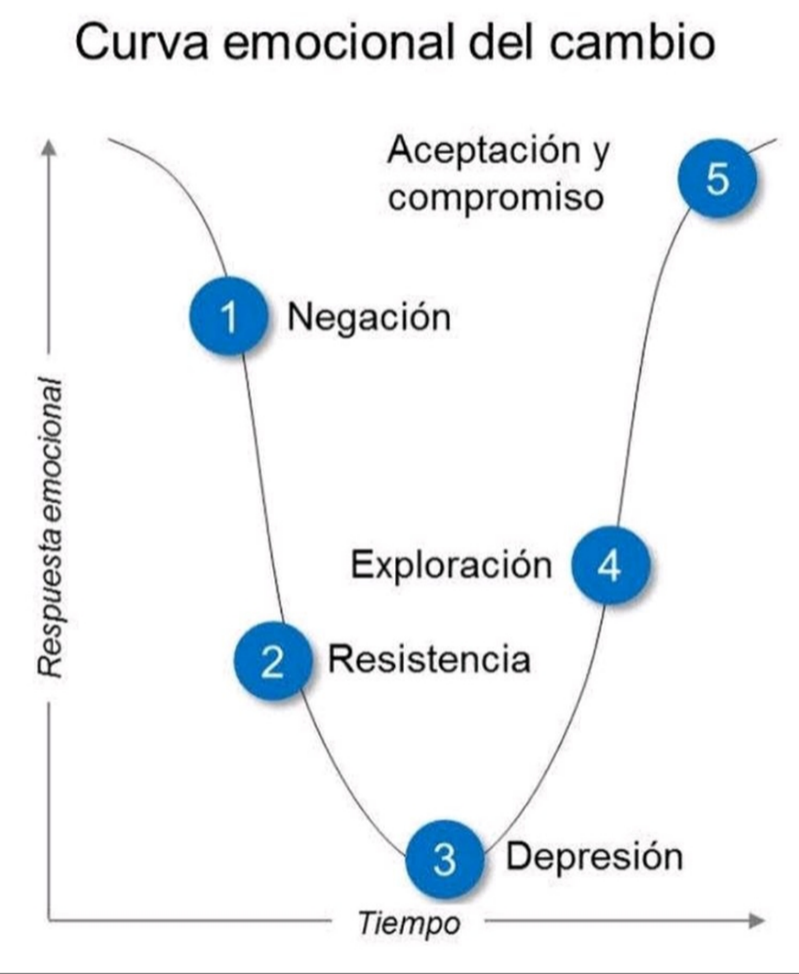 Curva emocional del cambio
Aceptación y
compromiso
5
1
Negación
Respuesta emocional
Exploración
4
2
Resistencia
3
Depresión
Tiempo